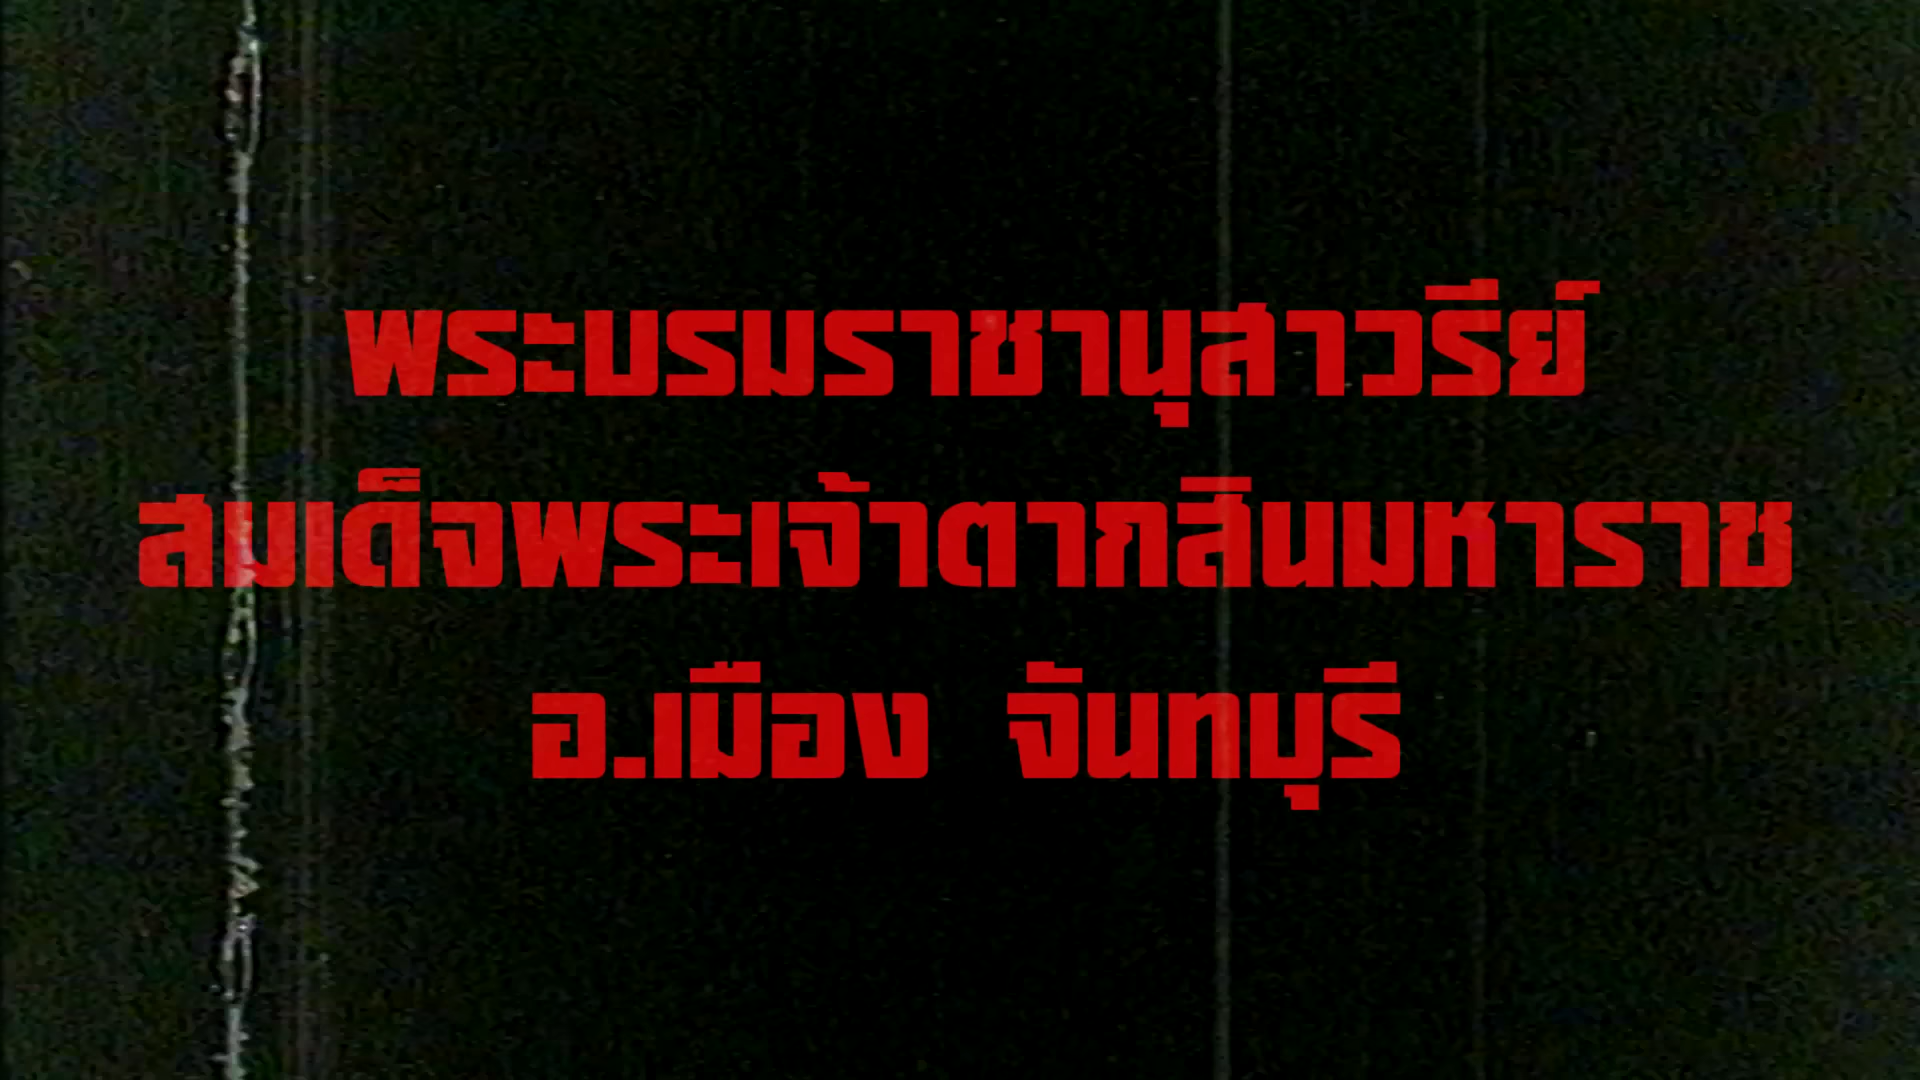 พระบรมราชานุสาวรีย์
สมเด็จพระเจ้าตากสินมหาราช
อ.เมือง จันทบุรี